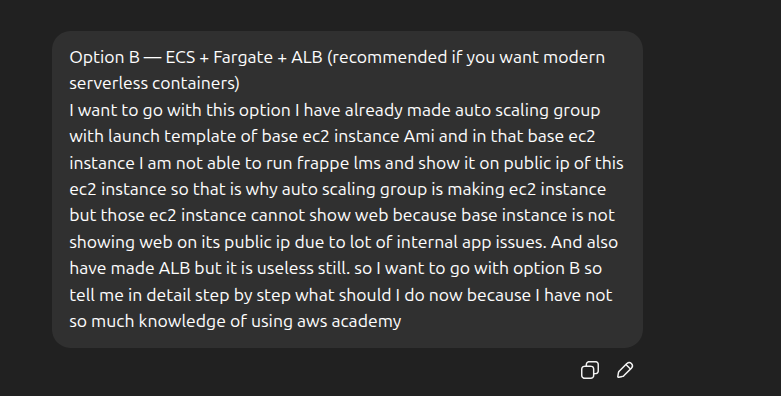 Option B — ECS + Fargate + ALB (recommended if you want modern
serverless containers)
I want to go with this option I have already made auto scaling group
with launch template of base ec2 instance Ami and in that base ec2
instance I am not able to run frappe lms and show it on public ip of this
ec2 instance so that is why auto scaling group is making ec2 instance
but those ec2 instance cannot show web because base instance is not
showing web on its public ip due to lot of internal app issues. And also
have made ALB but it is useless still. so I want to go with option B so
tell me in detail step by step what should I do now because I have not
so much knowledge of using aws academy